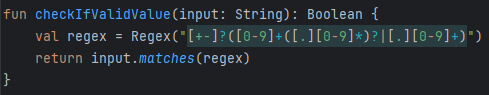 fun checkIfValidValue(input: String): Boolean {
    val regex = Regex("[+-]?([0-9]+([.][0-9]*)?|[.][0-9]+)")
    return input.matches(regex)
}